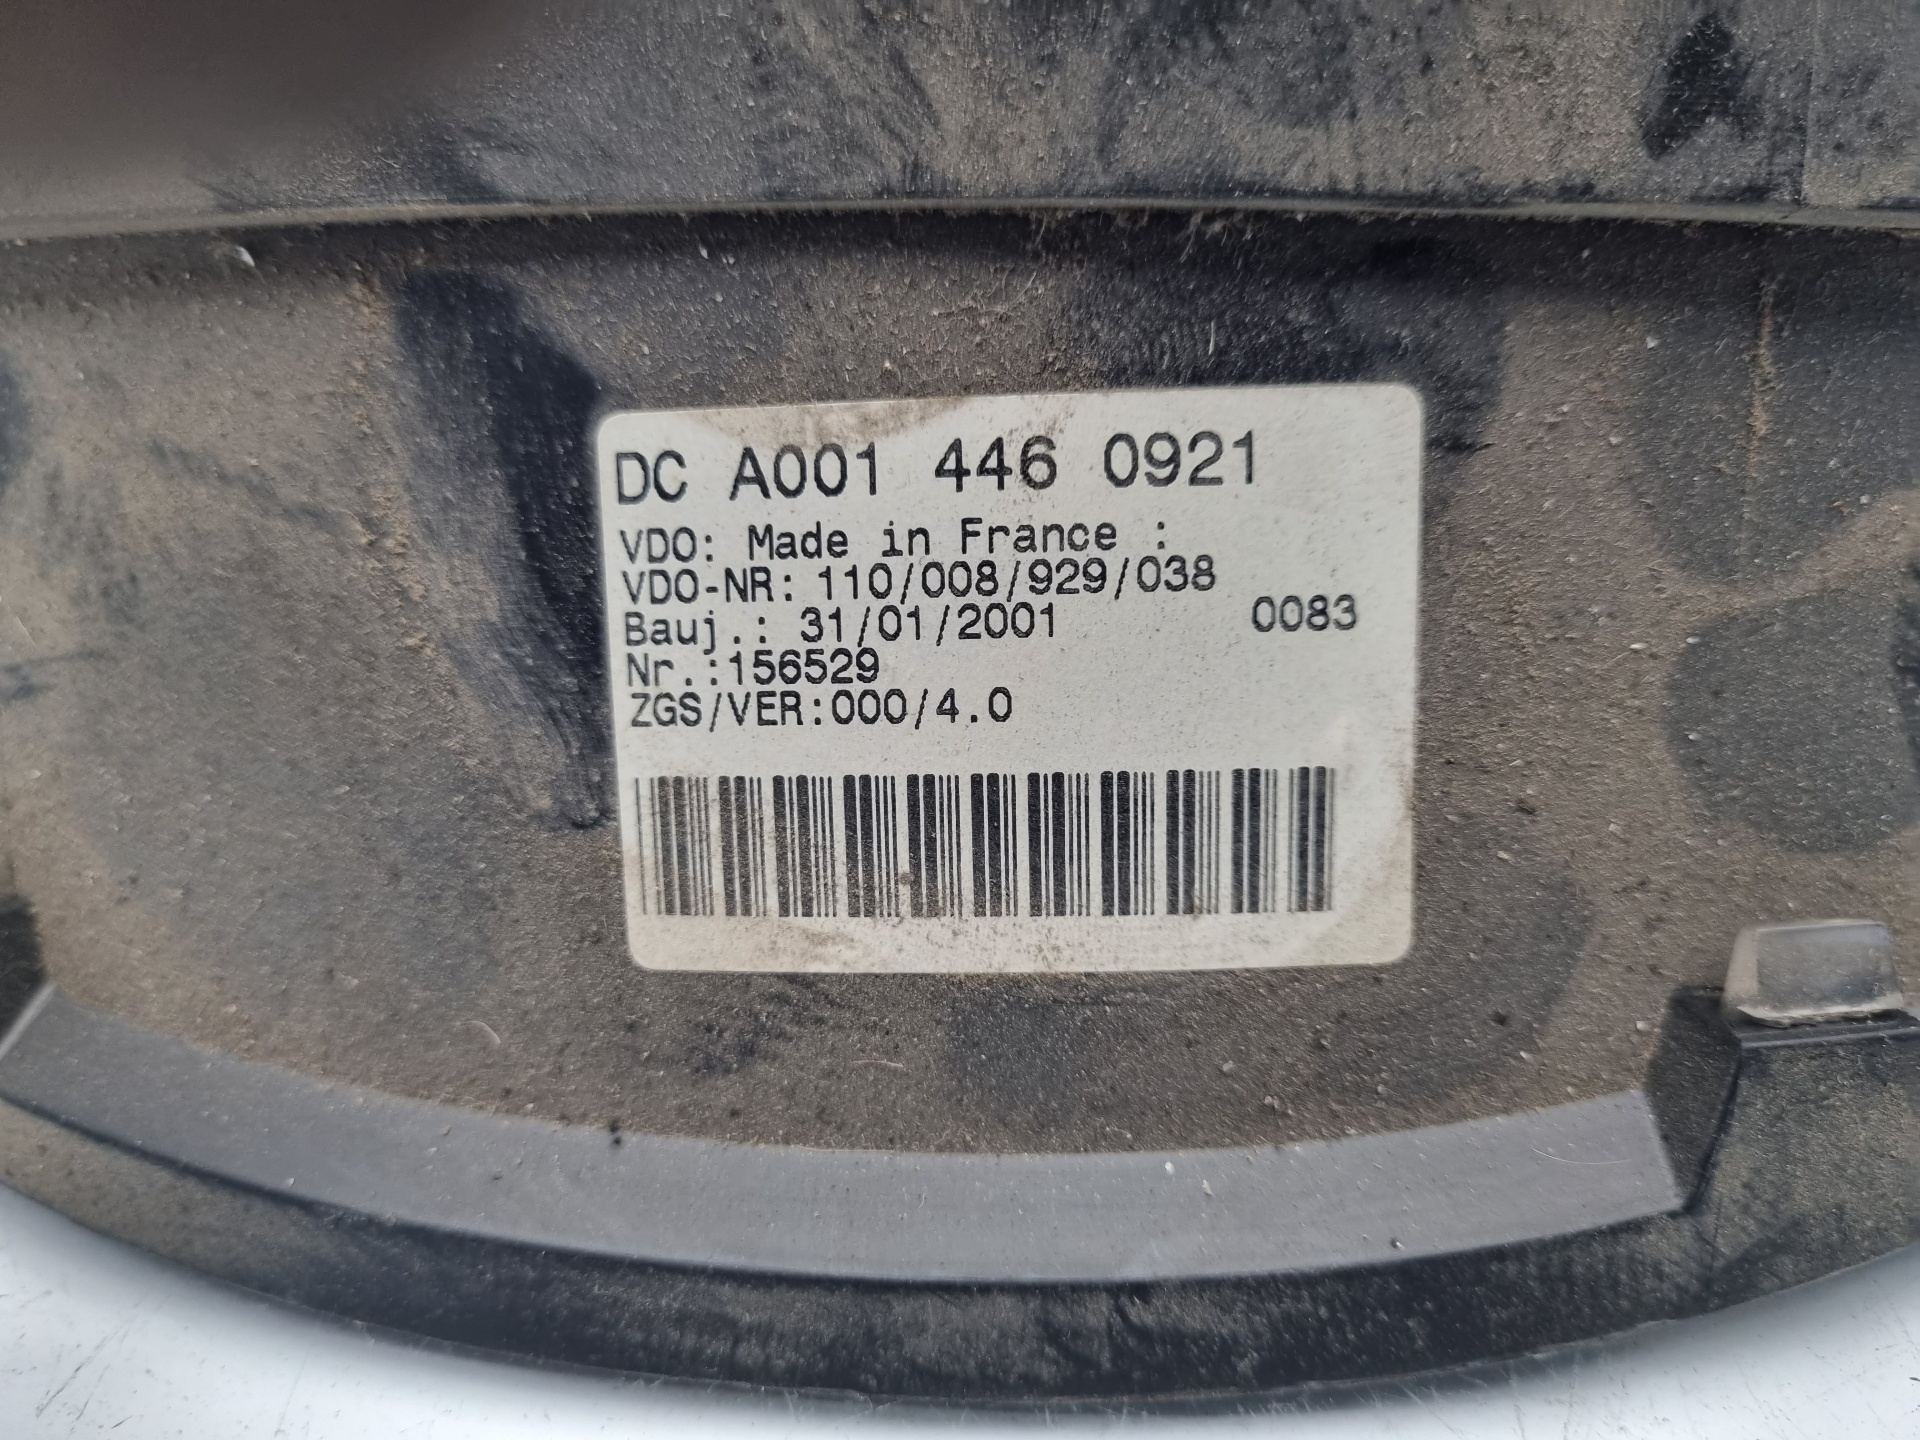 DC A001 446 0921
VDO: Made in France :
VDO-NR: 110/008/929/038
Bauj.: 31/01/2001 0083
Nr.:156529
ZGS/VER:000/4.0